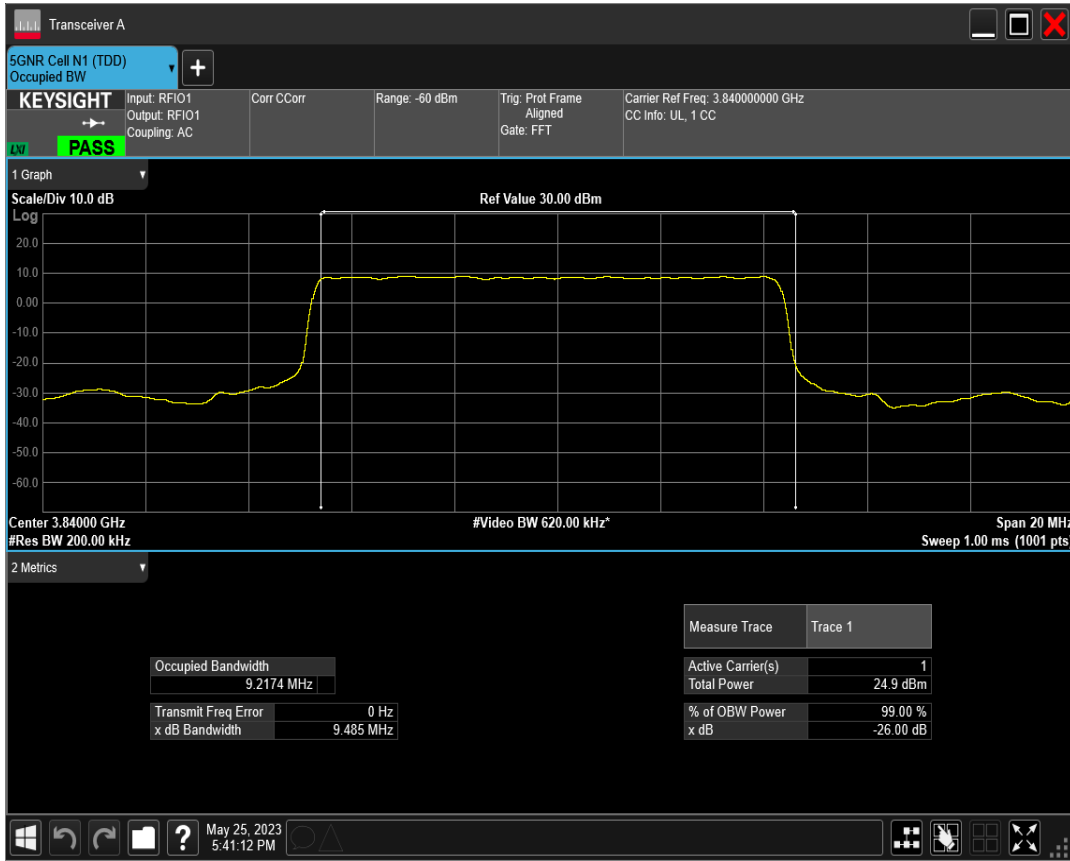 Transceiver A
5GNR Cell N1 (TDD)
Occupied BW
+
KEYSIGHT
LXI
PASS
Input: RFIO1
Output: RFIO1
Coupling: AC
Corr CCorr
Range: -60 dBm
Trig: Prot Frame
Aligned
Gate: FFT
Carrier Ref Freq: 3.840000000 GHz
CC Info: UL, 1 CC
1 Graph
Scale/Div 10.0 dB
Ref Value 30.00 dBm
Log
20.0
10.0
0.00
-10.0
-20.0
-30.0
-40.0
-50.0
-60.0
Center 3.84000 GHz
#Video BW 620.00 kHz*
Span 20 MHz
#Res BW 200.00 kHz
Sweep 1.00 ms (1001 pts)
2 Metrics
Measure Trace Trace 1
Occupied Bandwidth
9.2174 MHz
Active Carrier(s) 1
Total Power 24.9 dBm
Transmit Freq Error 0 Hz
x dB Bandwidth 9.485 MHz
% of OBW Power 99.00 %
x dB -26.00 dB
?
May 25, 2023
5:41:12 PM